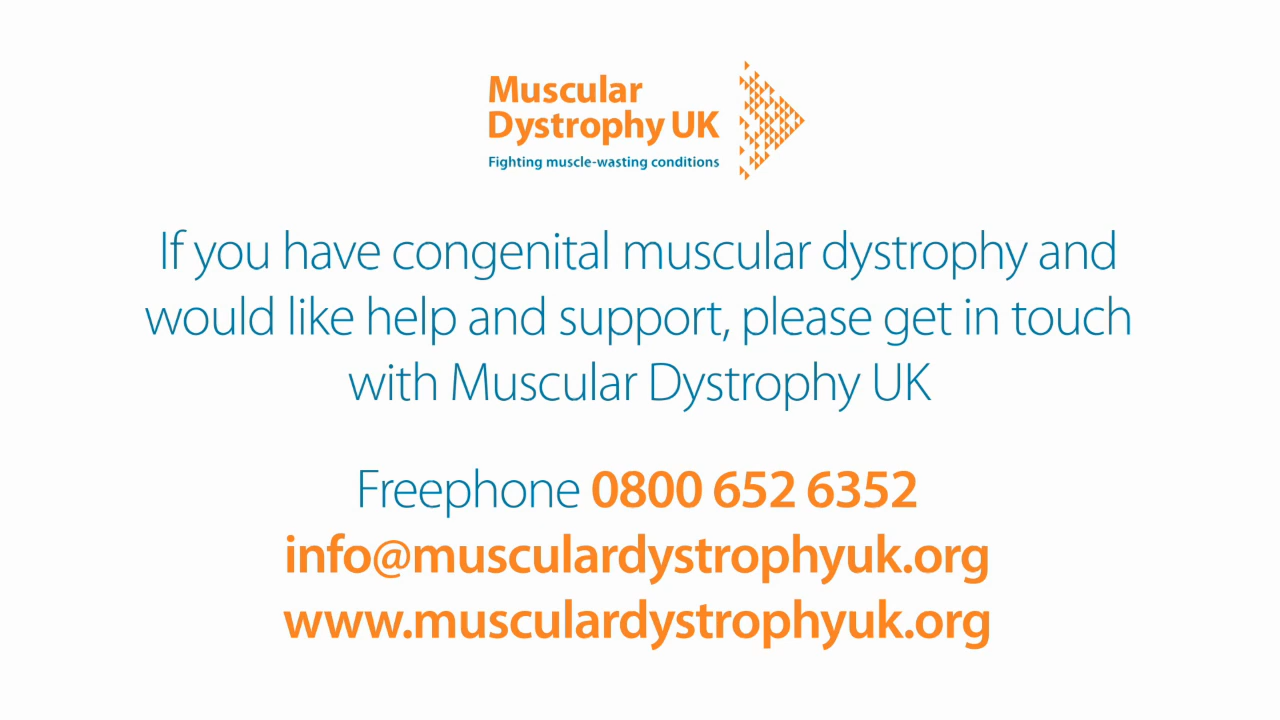 Muscular
Dystrophy UK
Fighting muscle-wasting conditions
If you have congenital muscular dystrophy and
would like help and support, please get in touch
with Muscular Dystrophy UK
Freephone 0800 652 6352
info@musculardystrophyuk.org
www.musculardystrophyuk.org